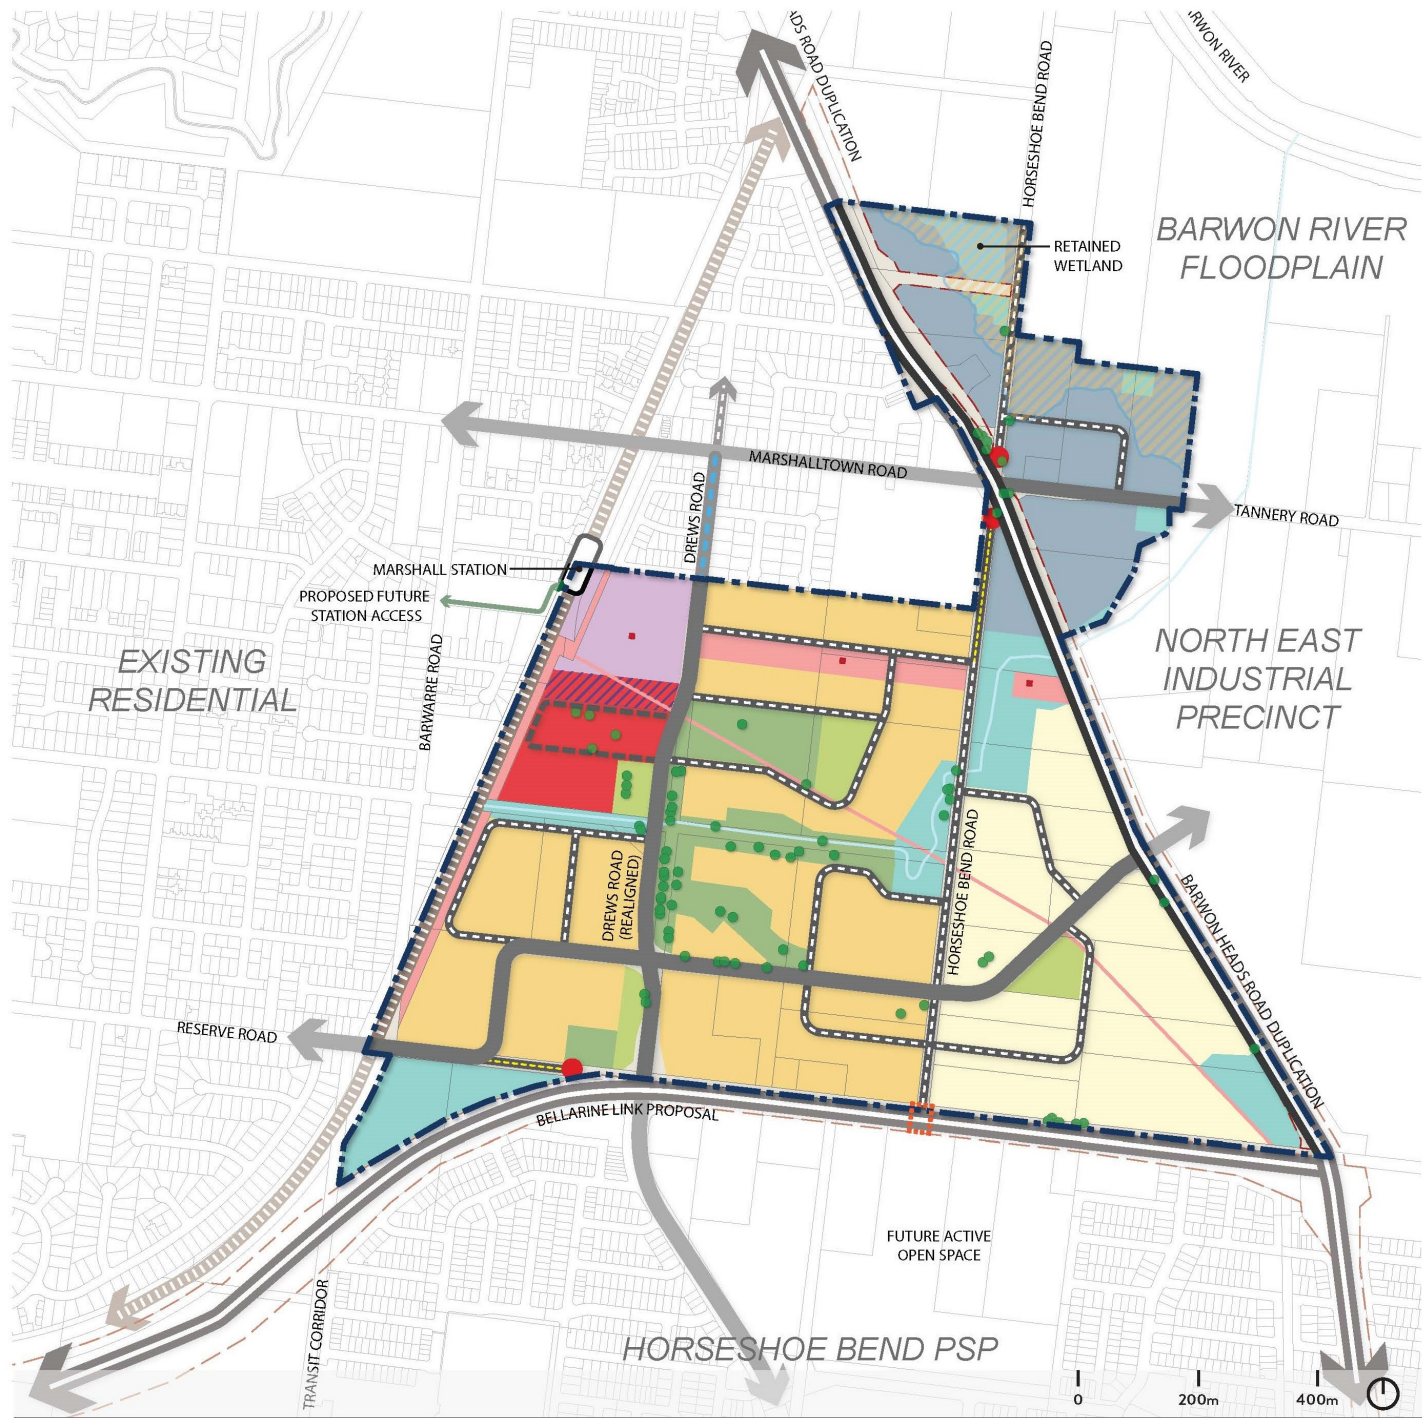 ADS ROAD DUPLICATION
HORSESHOE BEND ROAD
RWON RIVER
BARWON RIVER
FLOODPLAIN
RETAINED
WETLAND
MARSHALLTOWN ROAD
DREWS ROAD
TANNERY ROAD
MARSHALL STATION
PROPOSED FUTURE
STATION ACCESS
BARWARRE ROAD
EXISTING
RESIDENTIAL
NORTH EAST
INDUSTRIAL
PRECINCT
DREWS ROAD
(REALIGNED)
HORSESHOE BEND ROAD
BARWON HEADS ROAD DUPLICATION
RESERVE ROAD
BELLARINE LINK PROPOSAL
FUTURE ACTIVE
OPEN SPACE
TRANSIT CORRIDOR
HORSESHOE BEND PSP
0
200m
400m